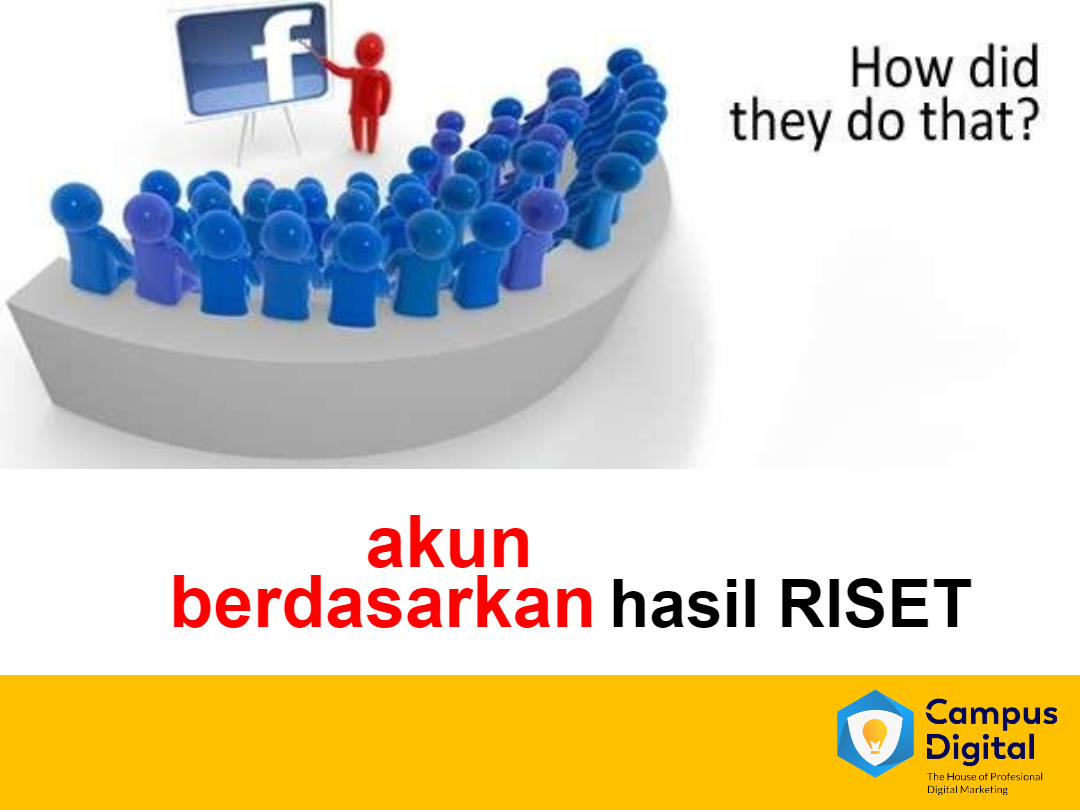 f
How did
they do that?
akun
berdasarkan hasil RISET
Campus
Digital
The House of Profesional
Digital Marketing